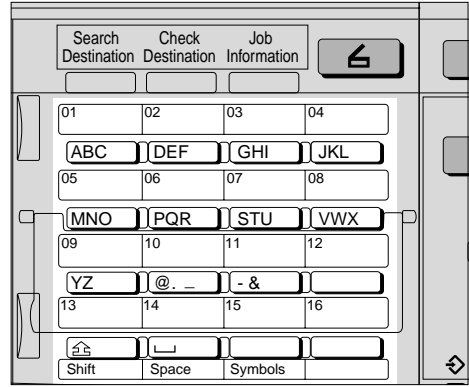 Search Check Job
Destination Destination Information
01 02 03 04
ABC DEF GHI JKL
05 06 07 08
MNO PQR STU VWX
09 10 11 12
YZ @. _ - &
13 14 15 16
Shift Space Symbols